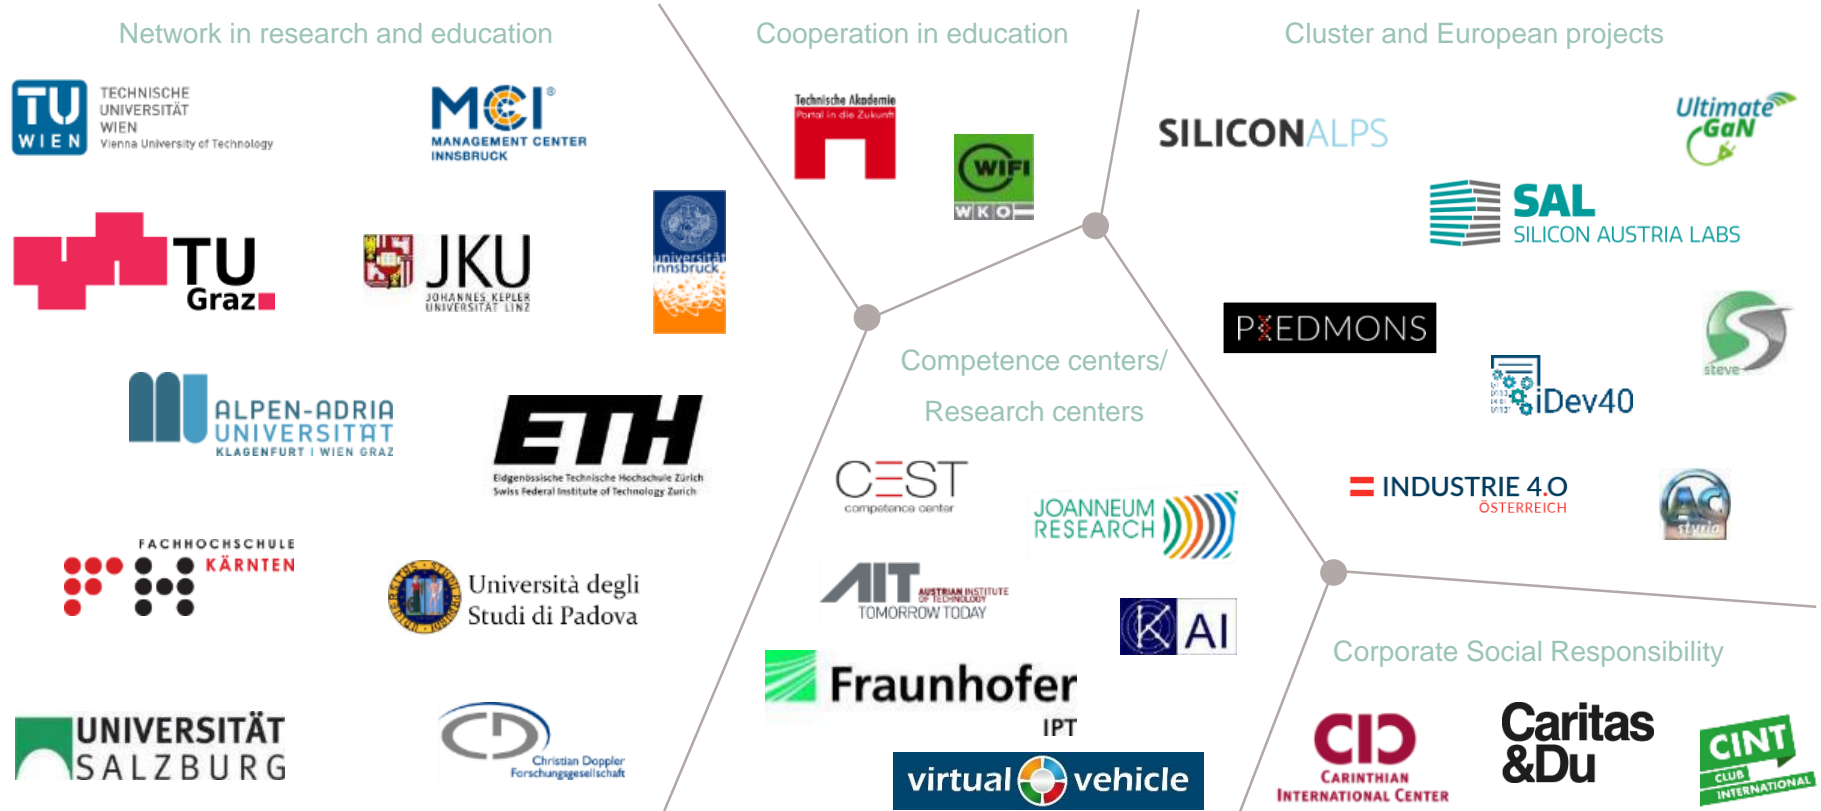 Network in research and education
TU
WIEN
TECHNISCHE
UNIVERSITÄT
WIEN
Vienna University of Technology
MCI®
MANAGEMENT CENTER
INNSBRUCK
TU
Graz
JKU
JOHANNES KEPLER
UNIVERSITÄT LINZ
universität
innsbruck
ALPEN-ADRIA
UNIVERSITÄT
KLAGENFURT I WIEN GRAZ
ETH
Eidgenössische Technische Hochschule Zürich
Swiss Federal Institute of Technology Zurich
FACHHOCHSCHULE
KÄRNTEN
FH
Università degli
Studi di Padova
UNIVERSITÄT
SALZBURG
CD
Christian Doppler
Forschungsgesellschaft
Cooperation in education
Technische Akademie
Portal in die Zukunft
WIFI
WKO
Competence centers/
Research centers
CEST
competence center
JOANNEUM
RESEARCH
AIT
AUSTRIAN INSTITUTE
OF TECHNOLOGY
TOMORROW TODAY
KAI
Fraunhofer
IPT
virtual vehicle
Cluster and European projects
SILICONALPS
Ultimate
GaN
SAL
SILICON AUSTRIA LABS
PIEDMONS
steve
iDev40
INDUSTRIE 4.0
ÖSTERREICH
AC
styria
Corporate Social Responsibility
CIC
CARINTHIAN
INTERNATIONAL CENTER
Caritas
&Du
CINT
CLUB
INTERNATIONAL